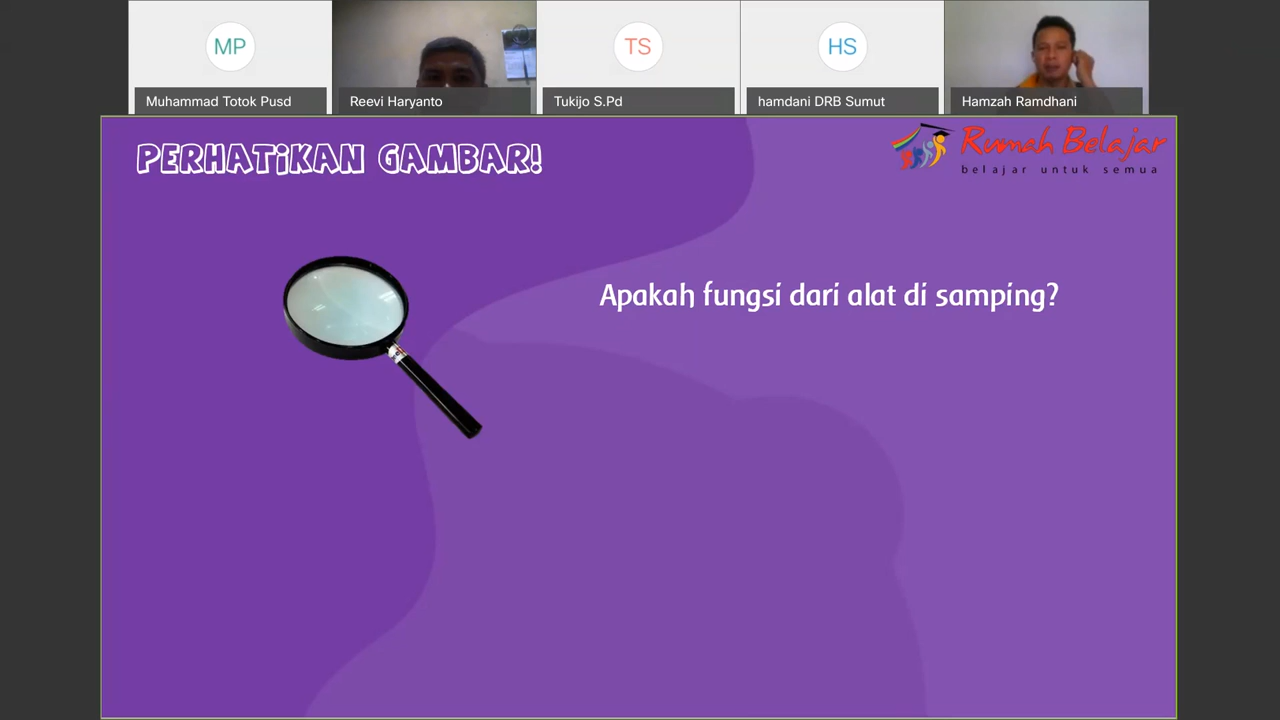 MP
TS
HS
Muhammad Totok Pusd
Reevi Haryanto
Tukijo S.Pd
hamdani DRB Sumut
Hamzah Ramdhani
PERHATiKAN GAMBAR!
Rumah Belajar
belajar untuk semua
Apakah fungsi dari alat di samping?